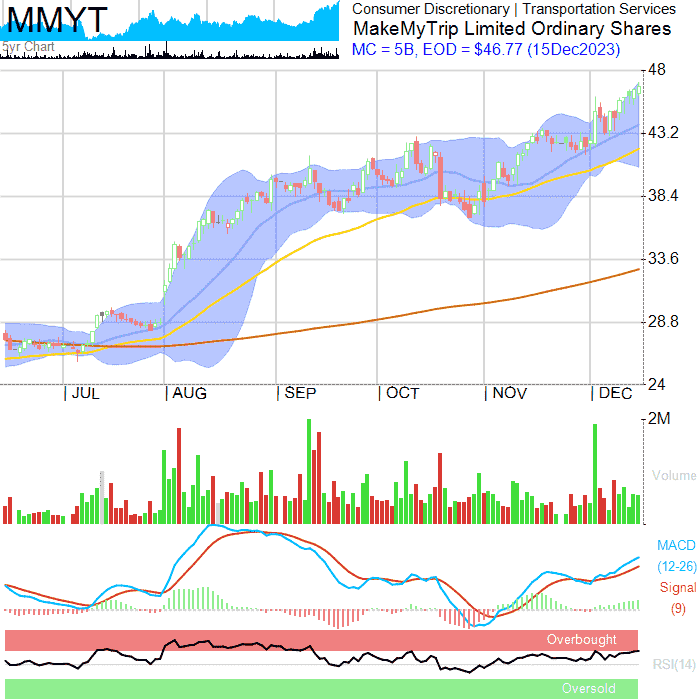 MMYT
5yr Chart
Consumer Discretionary | Transportation Services
MakeMyTrip Limited Ordinary Shares
MC = 5B, EOD = $46.77 (15Dec2023)
48
43.2
38.4
33.6
28.8
24
| JUL | AUG | SEP | OCT | NOV | DEC
2M
Volume
MACD
(12-26)
Signal
(9)
Overbought
RSI(14)
Oversold